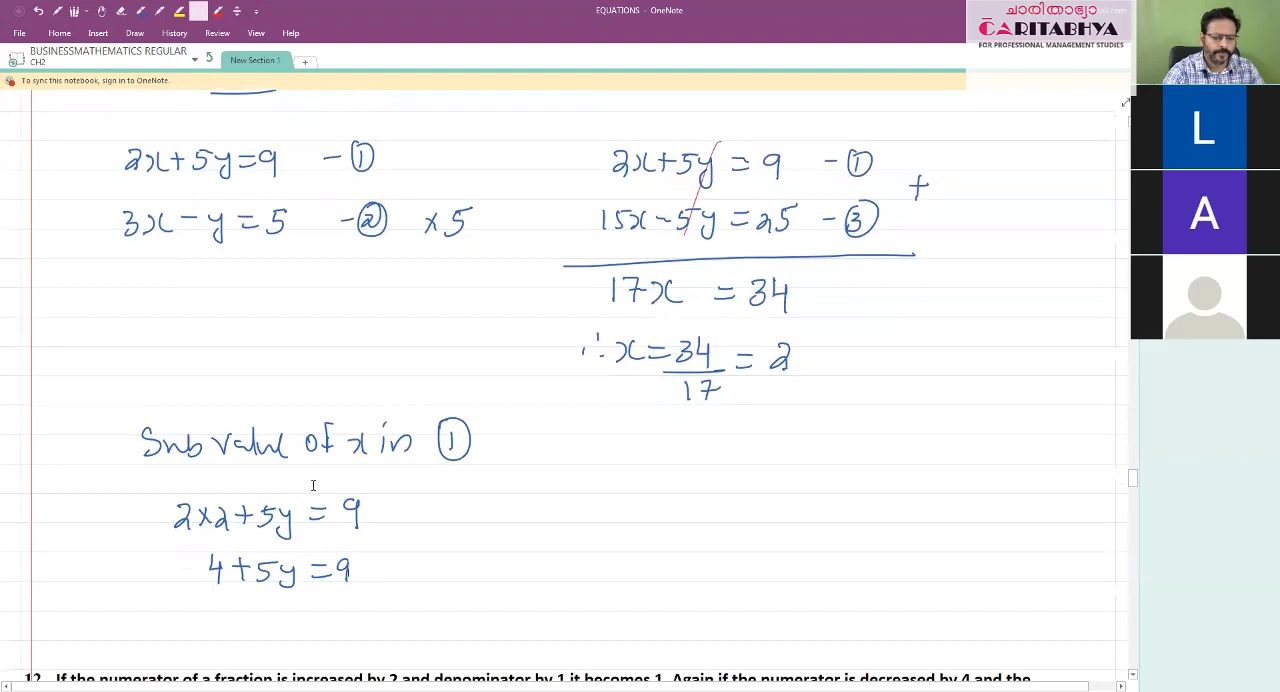 EQUATIONS - OneNote
ചാരിതാഭ്യാ
CARITABHYA
FOR PROFESSIONAL MANAGEMENT STUDIES
File Home Insert Draw History Review View Help
BUSINESSMATHEMATICS REGULAR
CH2
New Section 1
To sync this notebook, sign in to OneNote.
2x+5y=9 - ①
3x-y=5 - ② ×5
2x+5y = 9 - ①
15x-5y = 25 - ③ +
17x = 34
∴ x = 34/17 = 2
Sub value of x in ①
2×2+5y = 9
4+5y = 9
12. If the numerator of a fraction is increased by 2 and denominator by 1 it becomes 1. Again if the numerator is decreased by 4 and the
L
A